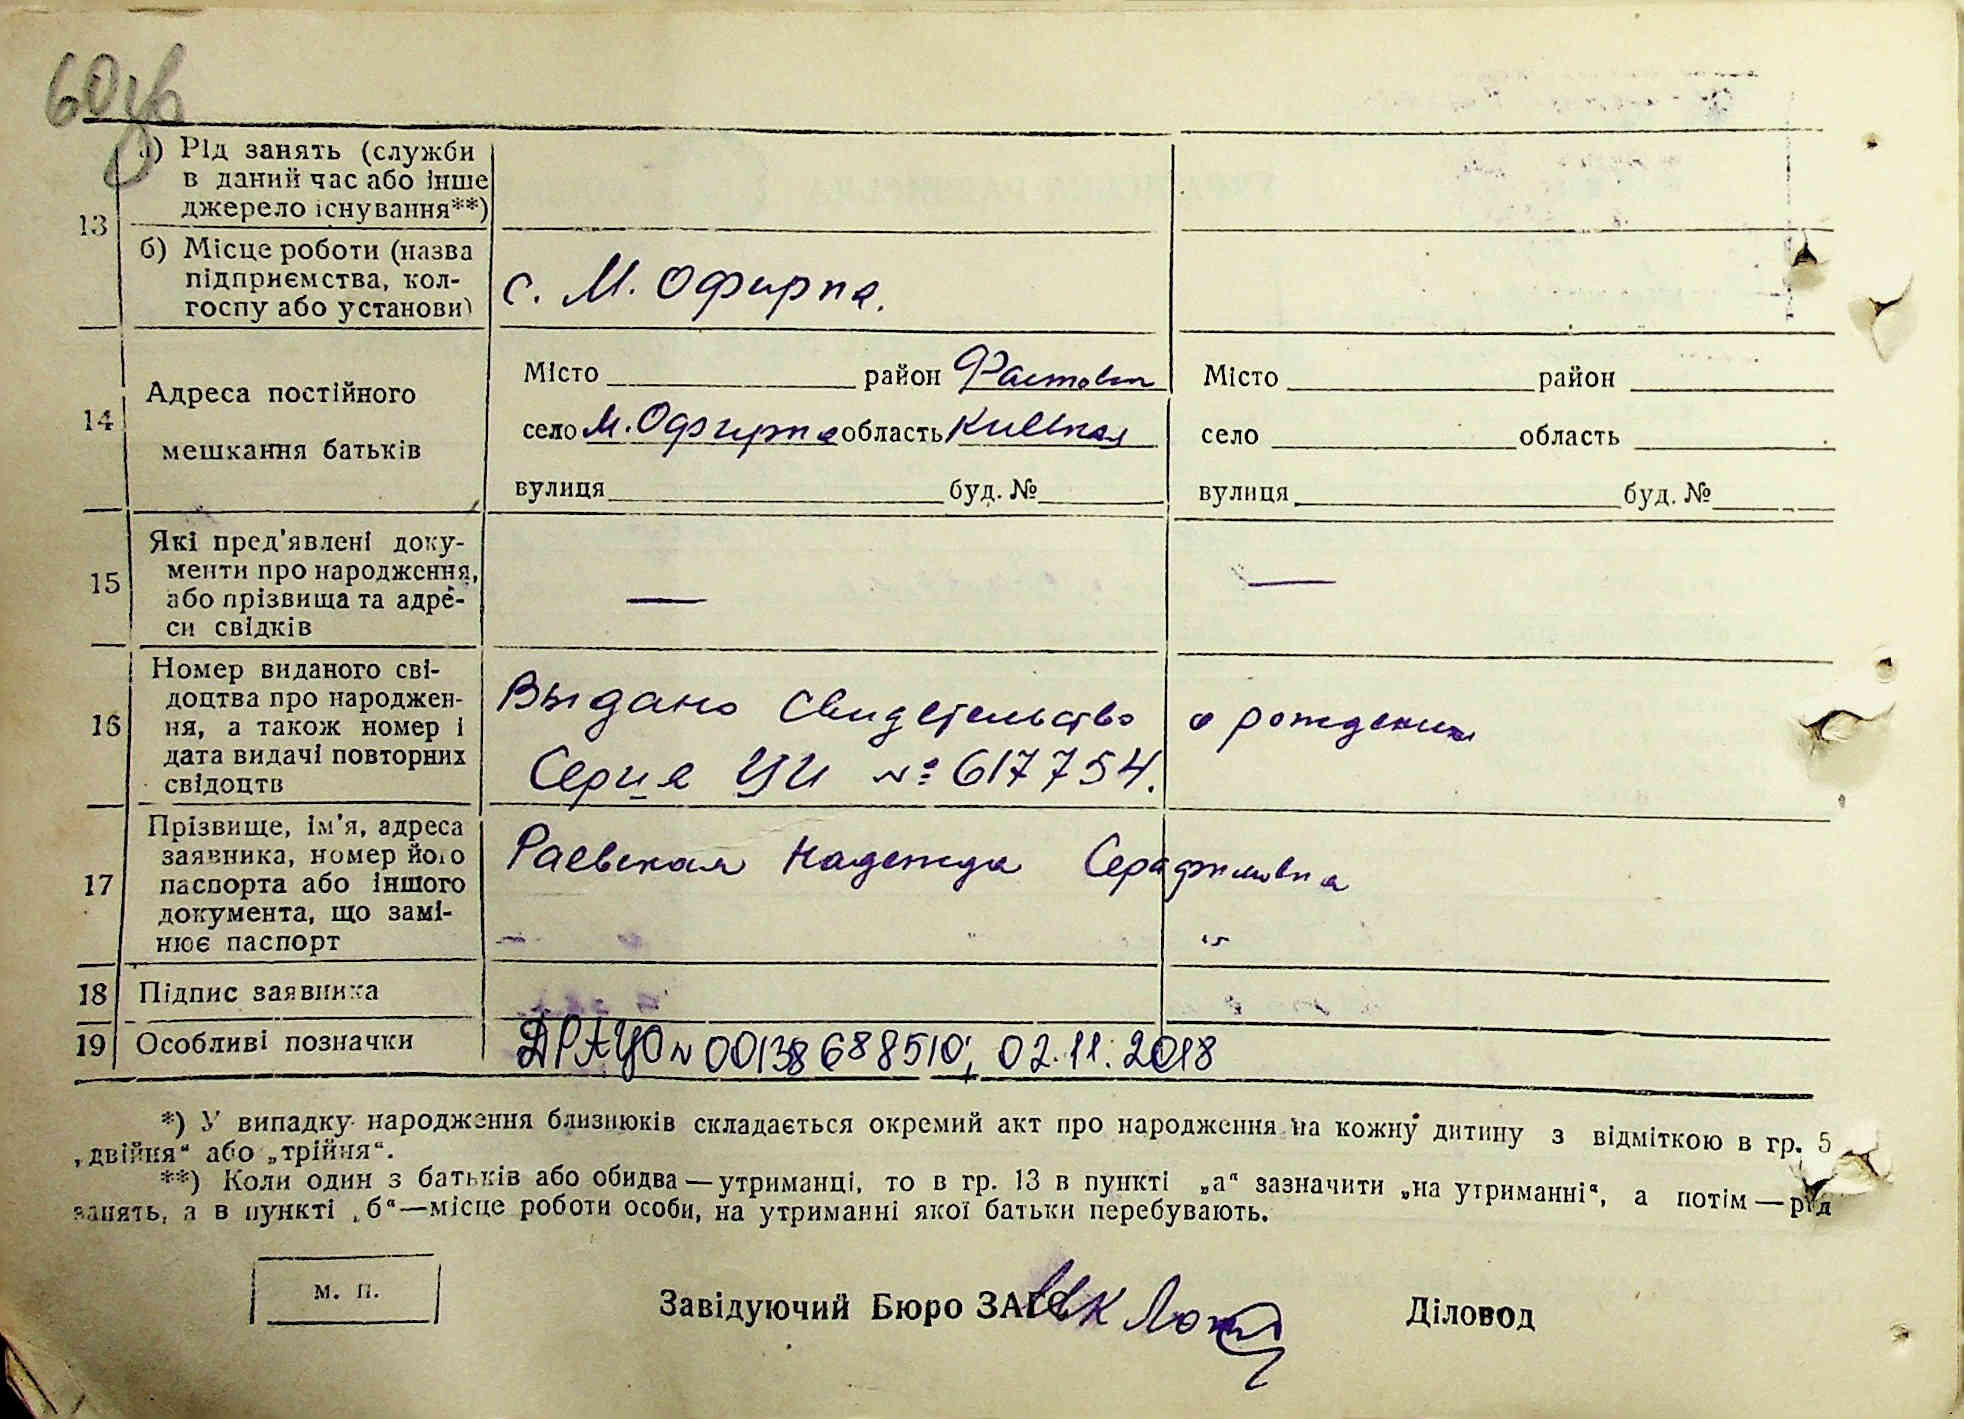 60 зв
а) Рід занять (служби
в даний час або інше
джерело існування**)
13
б) Місце роботи (назва
підприємства, кол-
госпу або установи)
с. М. Офирна.
14
Адреса постійного
мешкання батьків
Місто район Фастовск
село М. Офирна область Киевская
вулиця буд. №
Місто район
село область
вулиця буд. №
15
Які пред'явлені доку-
менти про народження,
або прізвища та адре-
си свідків
—
—
16
Номер виданого сві-
доцтва про народжен-
ня, а також номер і
дата видачі повторних
свідоцтв
Выдано свидетельство о рождении
Серия УИ № 617754.
17
Прізвище, ім'я, адреса
заявника, номер його
паспорта або іншого
документа, що замі-
нює паспорт
Раевская Надежда Серафимовна
18 Підпис заявника
19 Особливі позначки
ДРАЦС N 00138688510; 02.11.2018
*) У випадку народження близнюків складається окремий акт про народження на кожну дитину з відміткою в гр. 5
„двійня“ або „трійня“.
**) Коли один з батьків або обидва—утриманці, то в гр. 13 в пункті „а“ зазначити „на утриманні“, а потім—рід
занять, а в пункті „б“—місце роботи особи, на утриманні якої батьки перебувають.
м. п.
Завідуючий Бюро ЗАГС
Діловод